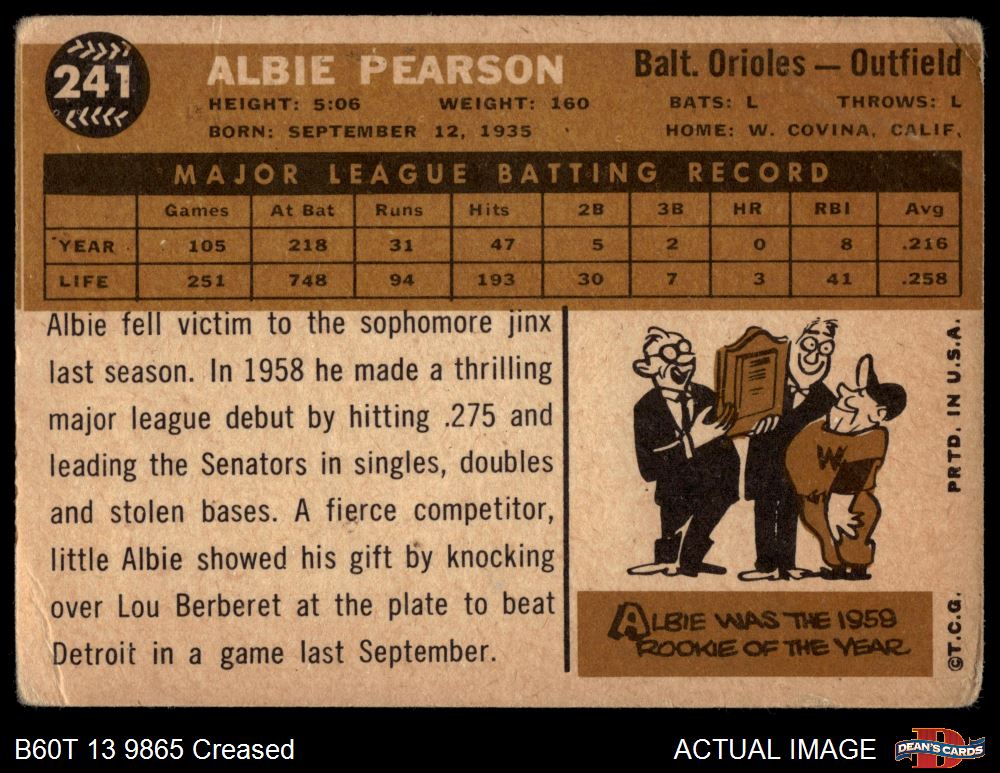 241
ALBIE PEARSON
Balt. Orioles — Outfield
HEIGHT: 5:06 WEIGHT: 160 BATS: L THROWS: L
BORN: SEPTEMBER 12, 1935 HOME: W. COVINA, CALIF.
MAJOR LEAGUE BATTING RECORD
Games At Bat Runs Hits 2B 3B HR RBI Avg
YEAR 105 218 31 47 5 2 0 8 .216
LIFE 251 748 94 193 30 7 3 41 .258
Albie fell victim to the sophomore jinx
last season. In 1958 he made a thrilling
major league debut by hitting .275 and
leading the Senators in singles, doubles
and stolen bases. A fierce competitor,
little Albie showed his gift by knocking
over Lou Berberet at the plate to beat
Detroit in a game last September.
W
ALBIE WAS THE 1958
ROOKIE OF THE YEAR
PRTD. IN U.S.A.
©T.C.G.
B60T 13 9865 Creased
ACTUAL IMAGE
DEAN'S CARDS